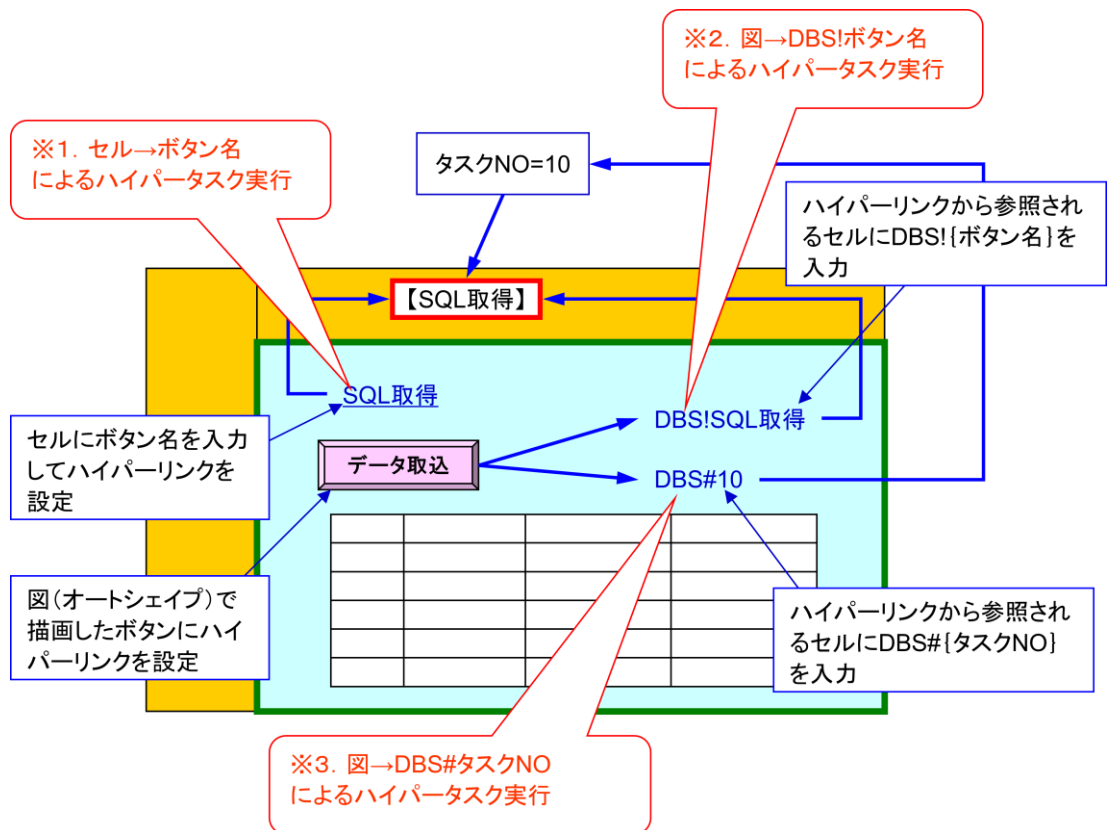 ※2. 図→DBS!ボタン名
によるハイパータスク実行
※1. セル→ボタン名
によるハイパータスク実行
タスクNO=10
ハイパーリンクから参照され
るセルにDBS!{ボタン名}を
入力
【SQL取得】
SQL取得
DBS!SQL取得
セルにボタン名を入力
してハイパーリンクを
設定
データ取込
DBS#10
図(オートシェイプ)で
描画したボタンにハイ
パーリンクを設定
ハイパーリンクから参照され
るセルにDBS#{タスクNO}
を入力
※3. 図→DBS#タスクNO
によるハイパータスク実行